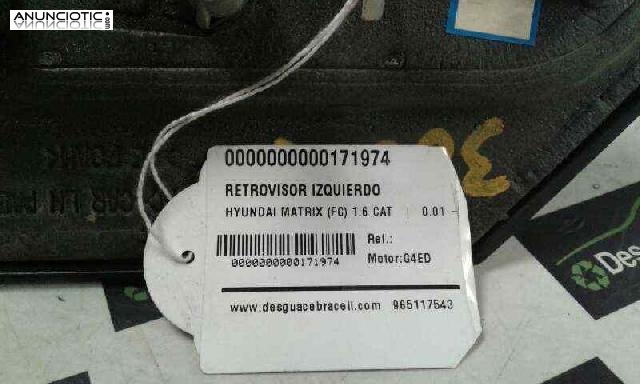 ANUNCIOTIC.com
0000000000171974
RETROVISOR IZQUIERDO
HYUNDAI MATRIX (FC) 1.6 CAT | 0.01 -
Ref.:
Motor:G4ED
0000000000171974
www.desguacebracell.com 965117543